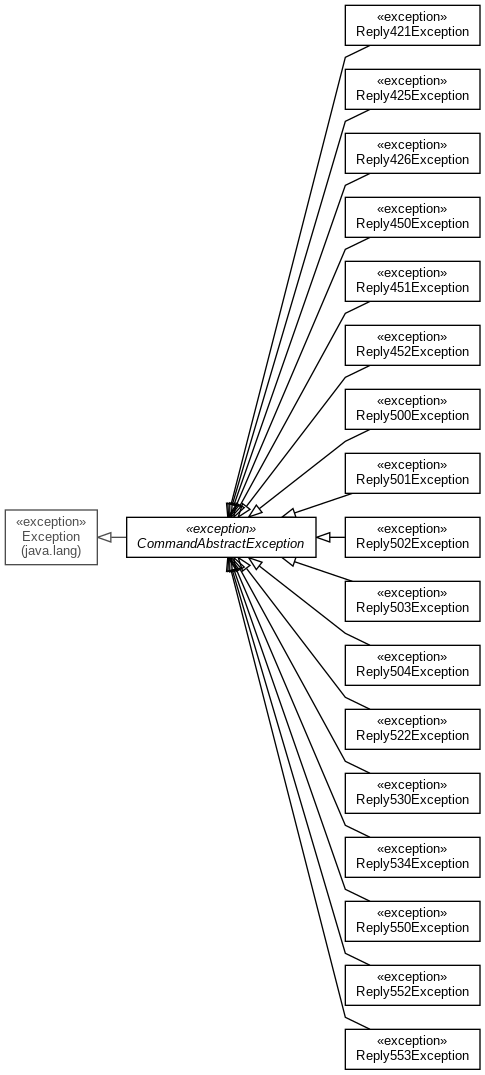 «exception»
Reply421Exception
«exception»
Reply425Exception
«exception»
Reply426Exception
«exception»
Reply450Exception
«exception»
Reply451Exception
«exception»
Reply452Exception
«exception»
Reply500Exception
«exception»
Reply501Exception
«exception»
Exception
(java.lang)
«exception»
CommandAbstractException
«exception»
Reply502Exception
«exception»
Reply503Exception
«exception»
Reply504Exception
«exception»
Reply522Exception
«exception»
Reply530Exception
«exception»
Reply534Exception
«exception»
Reply550Exception
«exception»
Reply552Exception
«exception»
Reply553Exception